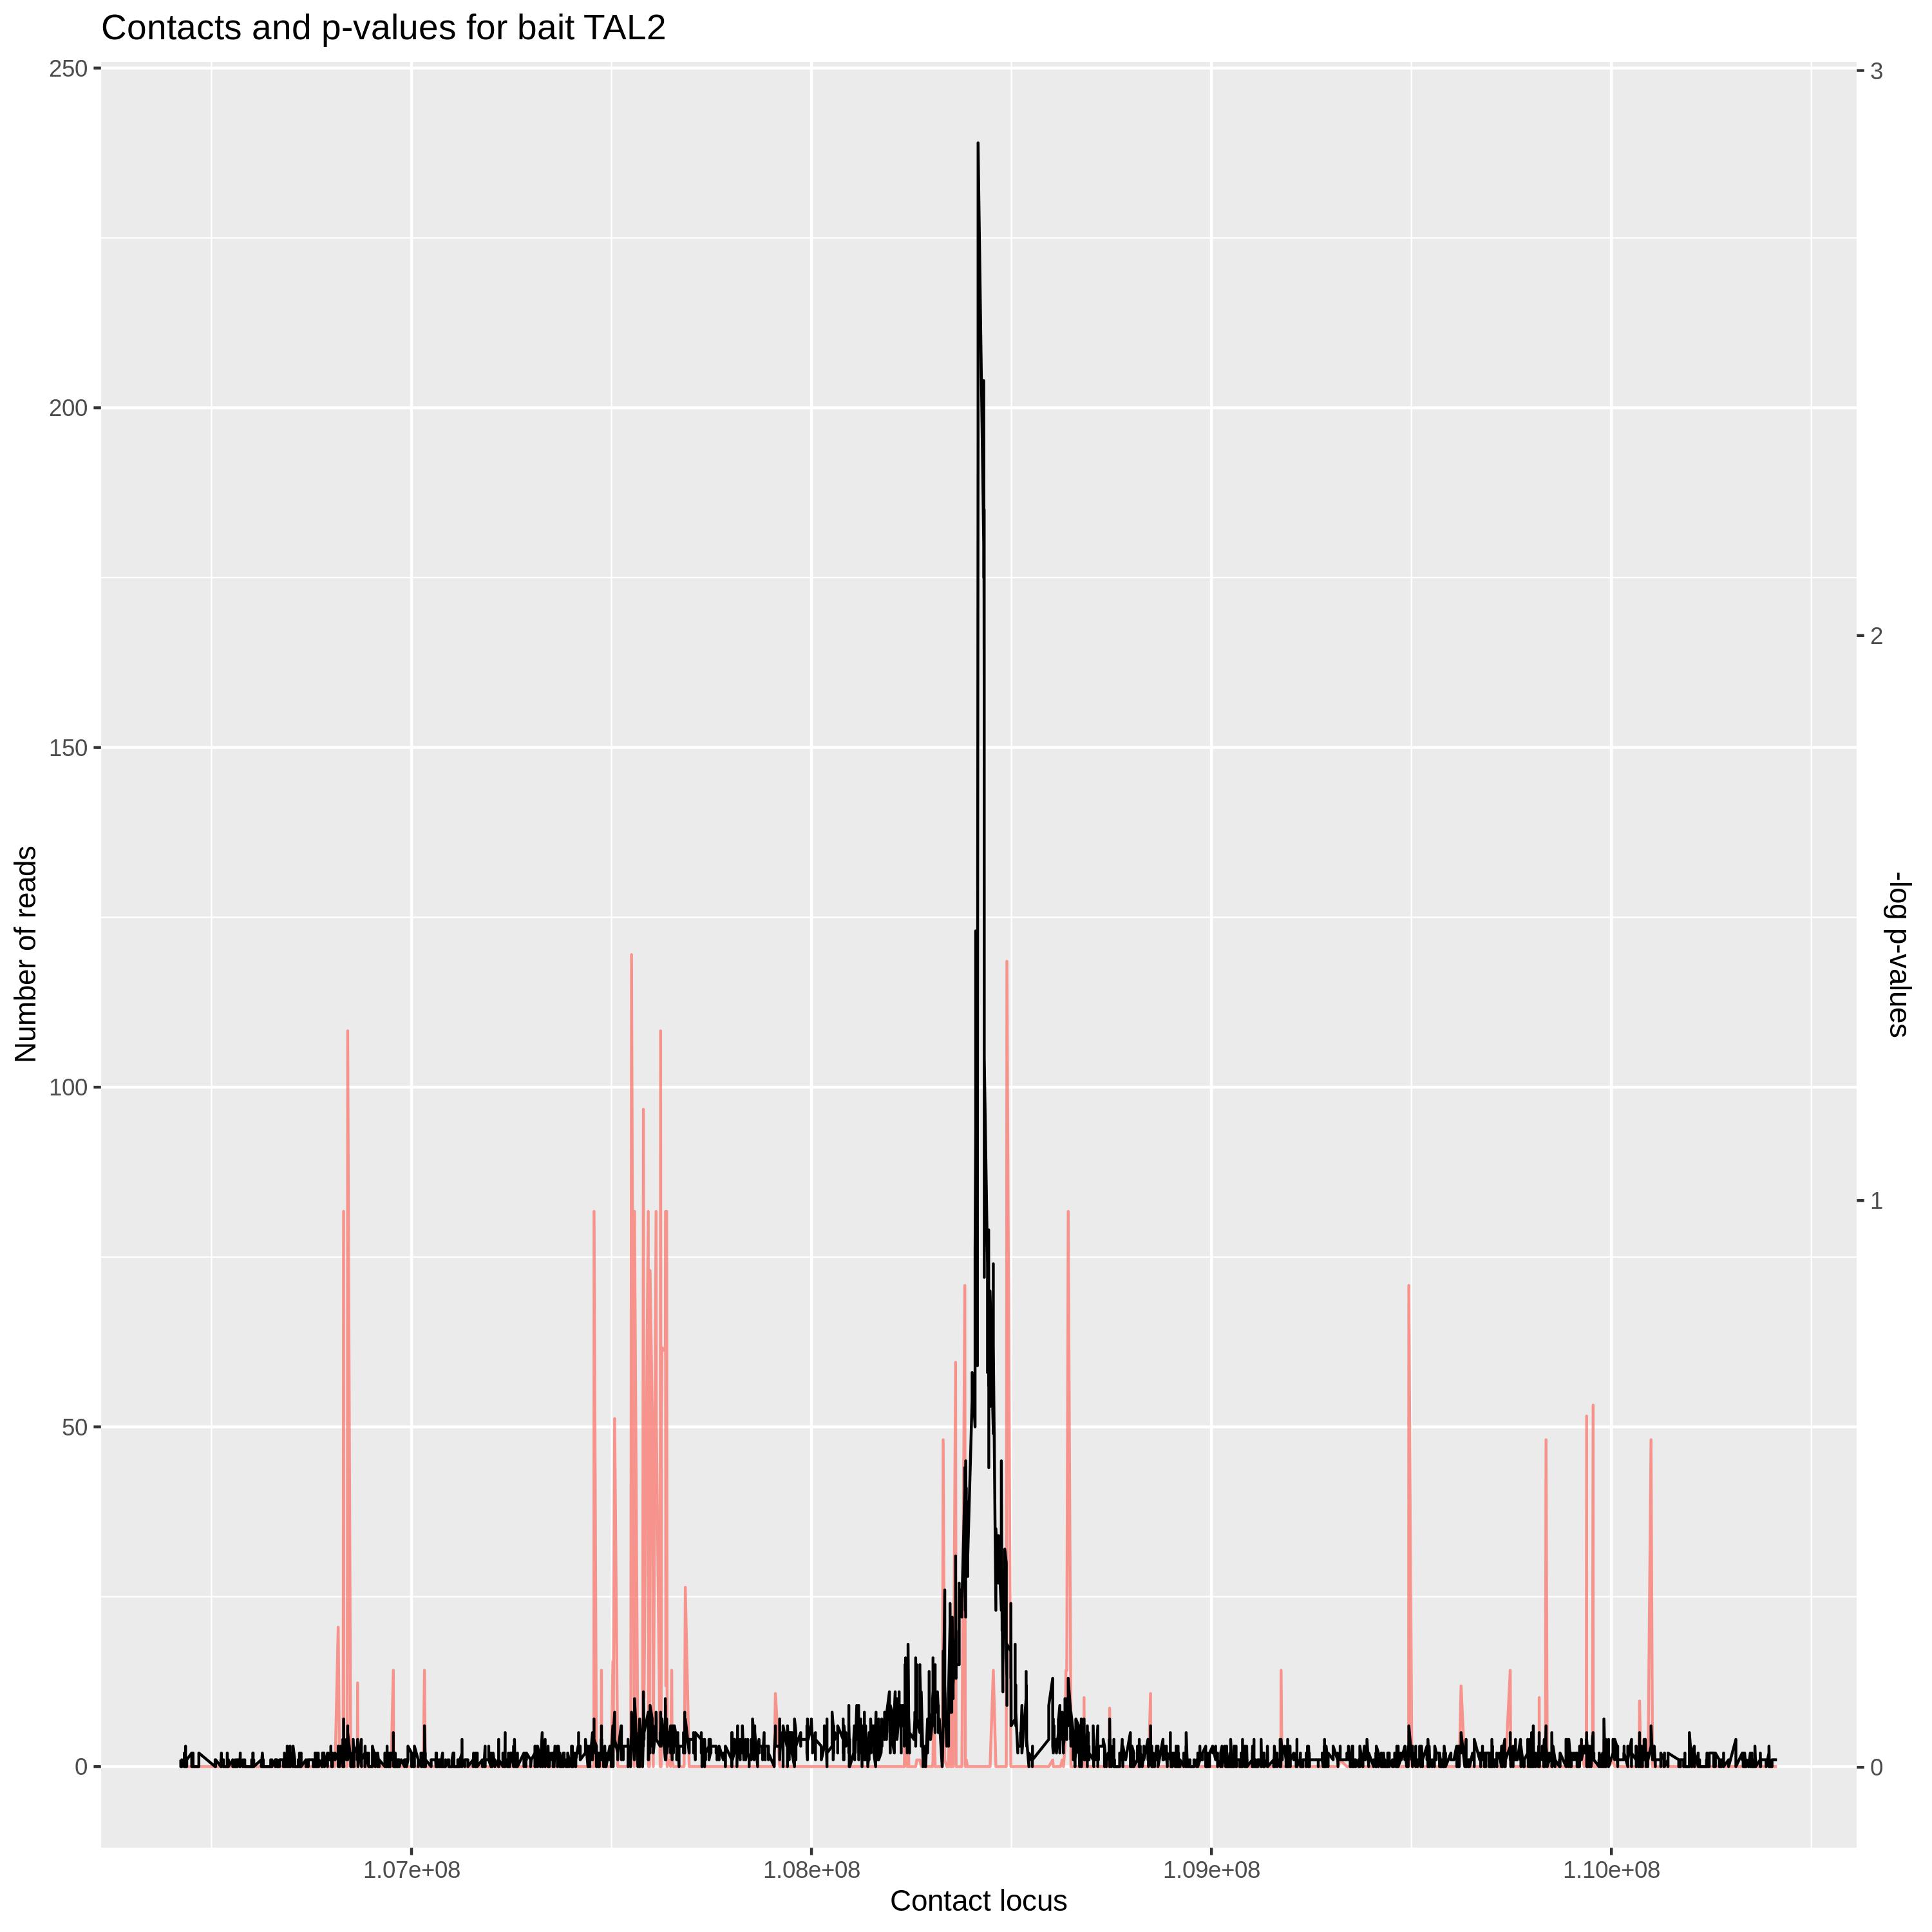 Contacts and p-values for bait TAL2
250
200
150
100
50
0
Number of reads
3
2
1
0
-log p-values
1.07e+08
1.08e+08
1.09e+08
1.10e+08
Contact locus